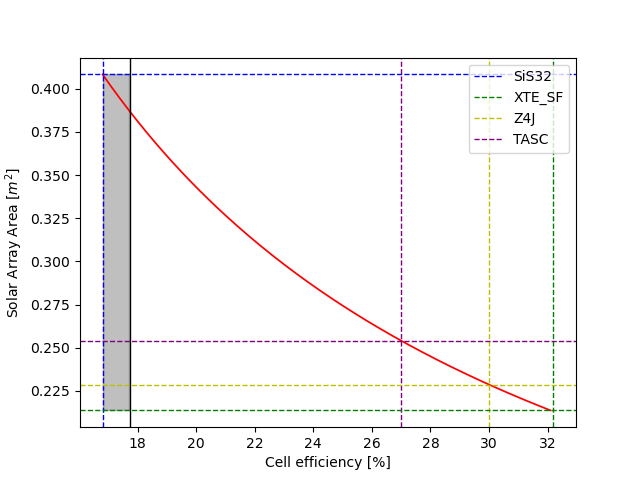 SiS32
XTE_SF
Z4J
TASC
0.400
0.375
0.350
0.325
0.300
0.275
0.250
0.225
Solar Array Area [m²]
18 20 22 24 26 28 30 32
Cell efficiency [%]